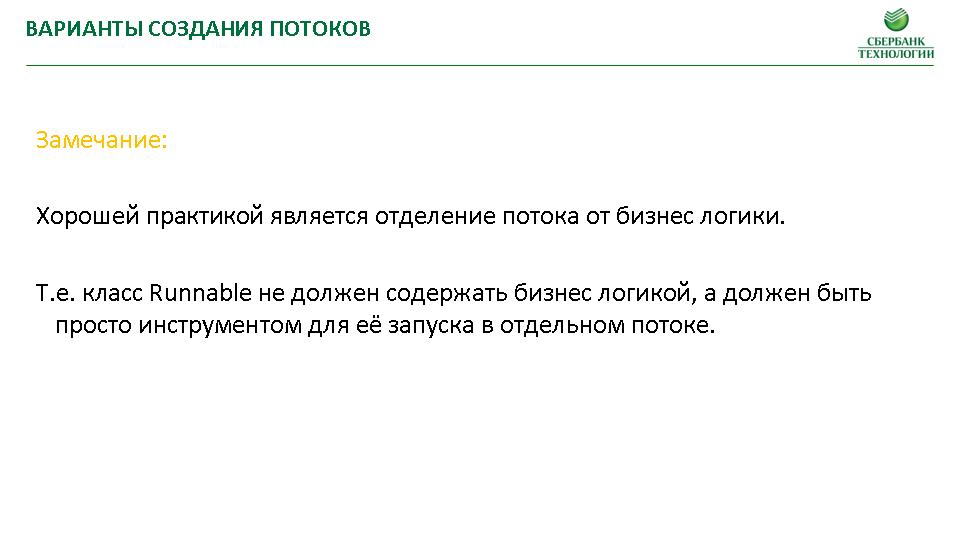 ВАРИАНТЫ СОЗДАНИЯ ПОТОКОВ
СБЕРБАНК
ТЕХНОЛОГИИ
Замечание:
Хорошей практикой является отделение потока от бизнес логики.
Т.е. класс Runnable не должен содержать бизнес логикой, а должен быть
просто инструментом для её запуска в отдельном потоке.